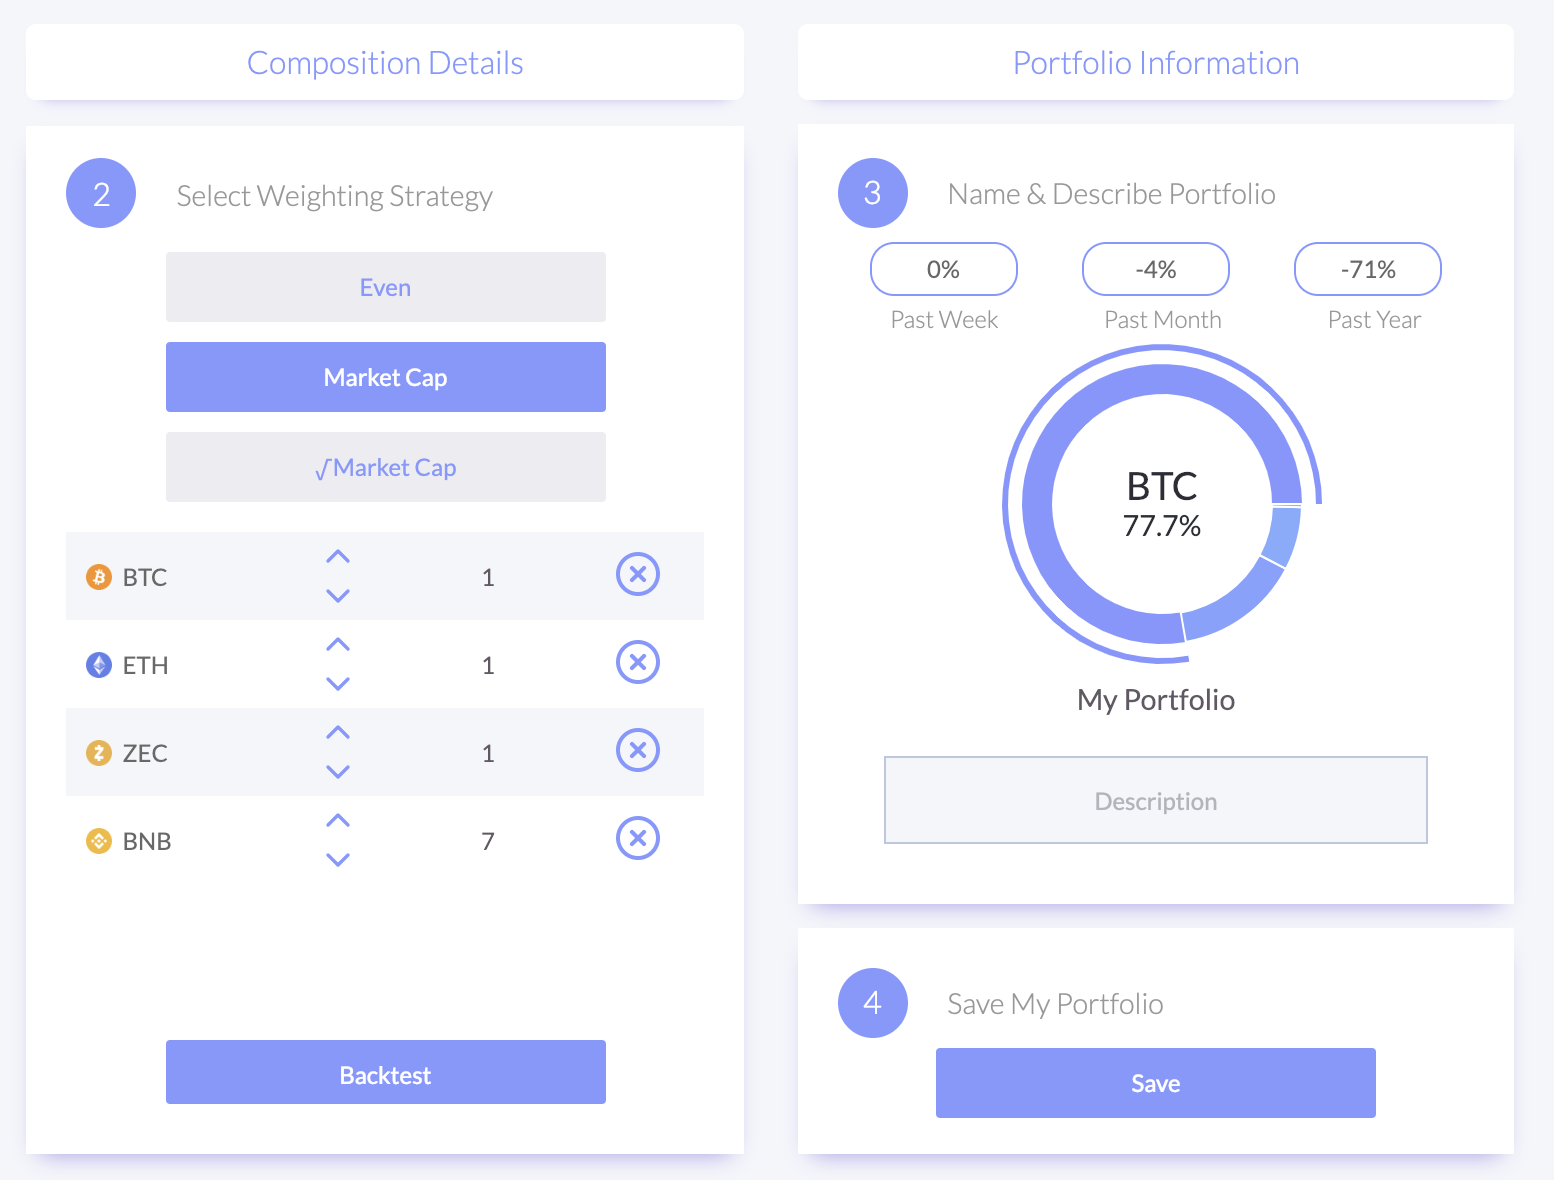 Composition Details
2
Select Weighting Strategy
Even
Market Cap
√Market Cap
BTC 1
ETH 1
ZEC 1
BNB 7
Backtest
Portfolio Information
3
Name & Describe Portfolio
0% -4% -71%
Past Week Past Month Past Year
BTC
77.7%
My Portfolio
Description
4
Save My Portfolio
Save